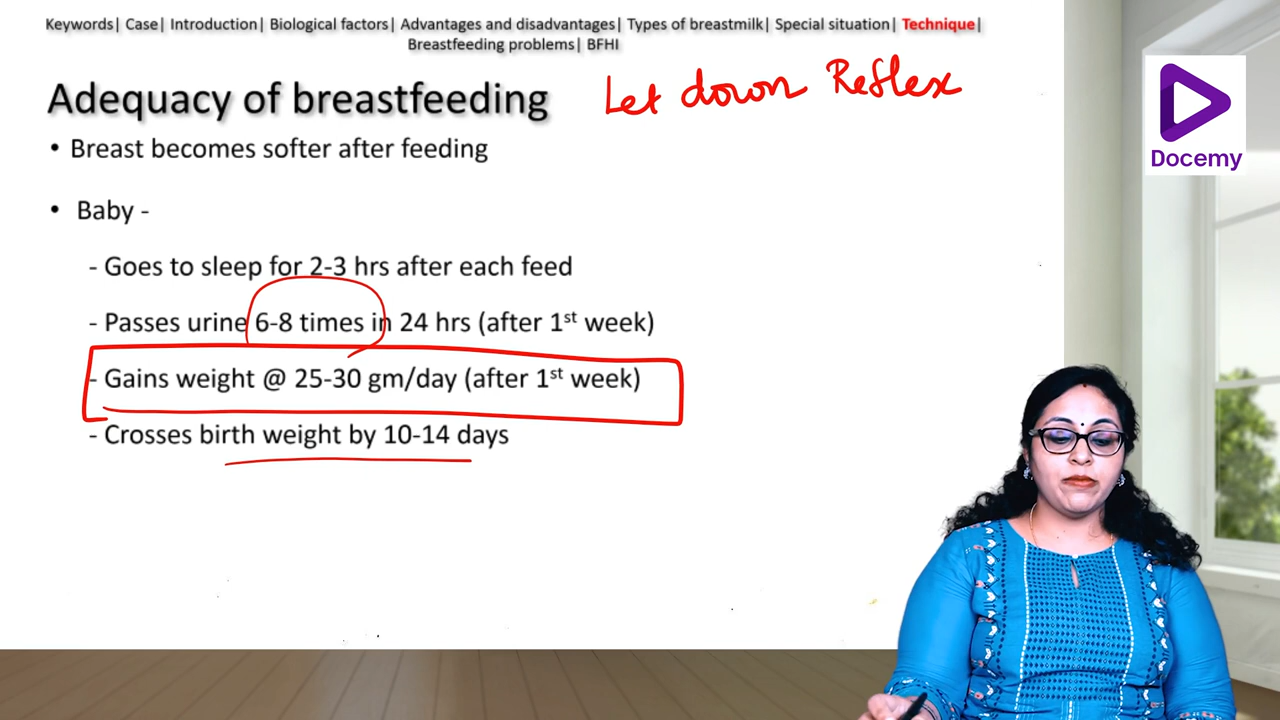 Keywords| Case| Introduction| Biological factors| Advantages and disadvantages| Types of breastmilk| Special situation| Technique|
Breastfeeding problems| BFHI
Adequacy of breastfeeding
Let down Reflex
• Breast becomes softer after feeding
• Baby -
- Goes to sleep for 2-3 hrs after each feed
- Passes urine 6-8 times in 24 hrs (after 1st week)
- Gains weight @ 25-30 gm/day (after 1st week)
- Crosses birth weight by 10-14 days
Docemy